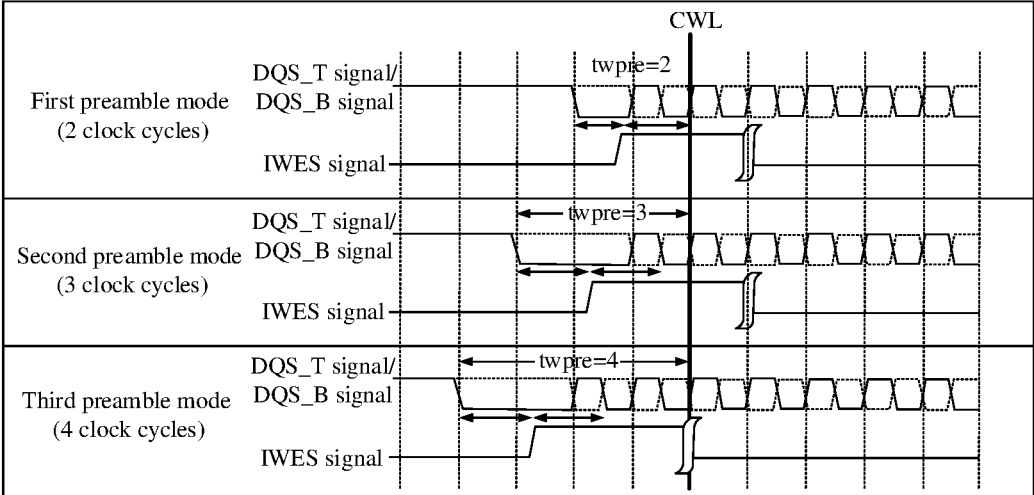 CWL
twpre=2
DQS_T signal/
DQS_B signal
First preamble mode
(2 clock cycles)
IWES signal
twpre=3
DQS_T signal/
DQS_B signal
Second preamble mode
(3 clock cycles)
IWES signal
twpre=4
DQS_T signal/
DQS_B signal
Third preamble mode
(4 clock cycles)
IWES signal